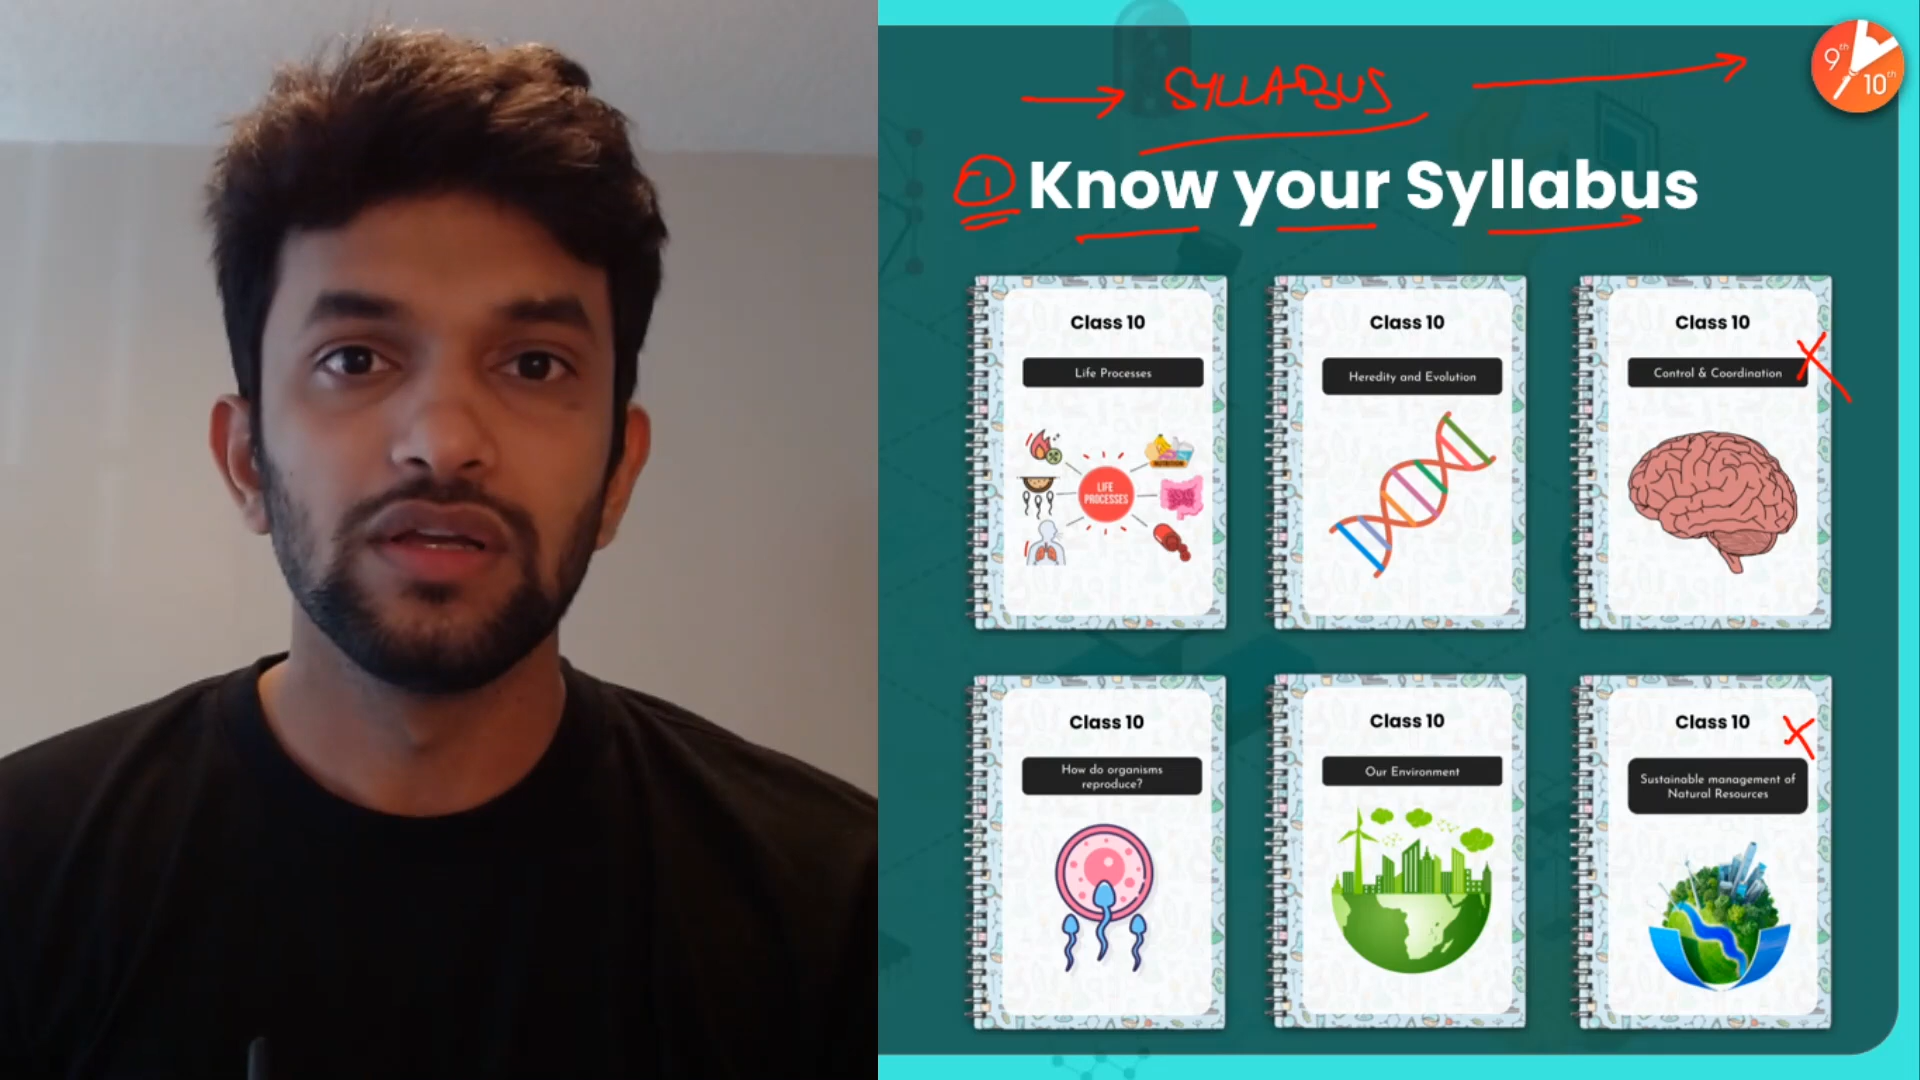 SYLLABUS
9th
10th
F1 Know your Syllabus
Class 10
Life Processes
NUTRITION
LIFE
PROCESSES
Class 10
Heredity and Evolution
Class 10
Control & Coordination
Class 10
How do organisms
reproduce?
Class 10
Our Environment
Class 10
Sustainable management of
Natural Resources